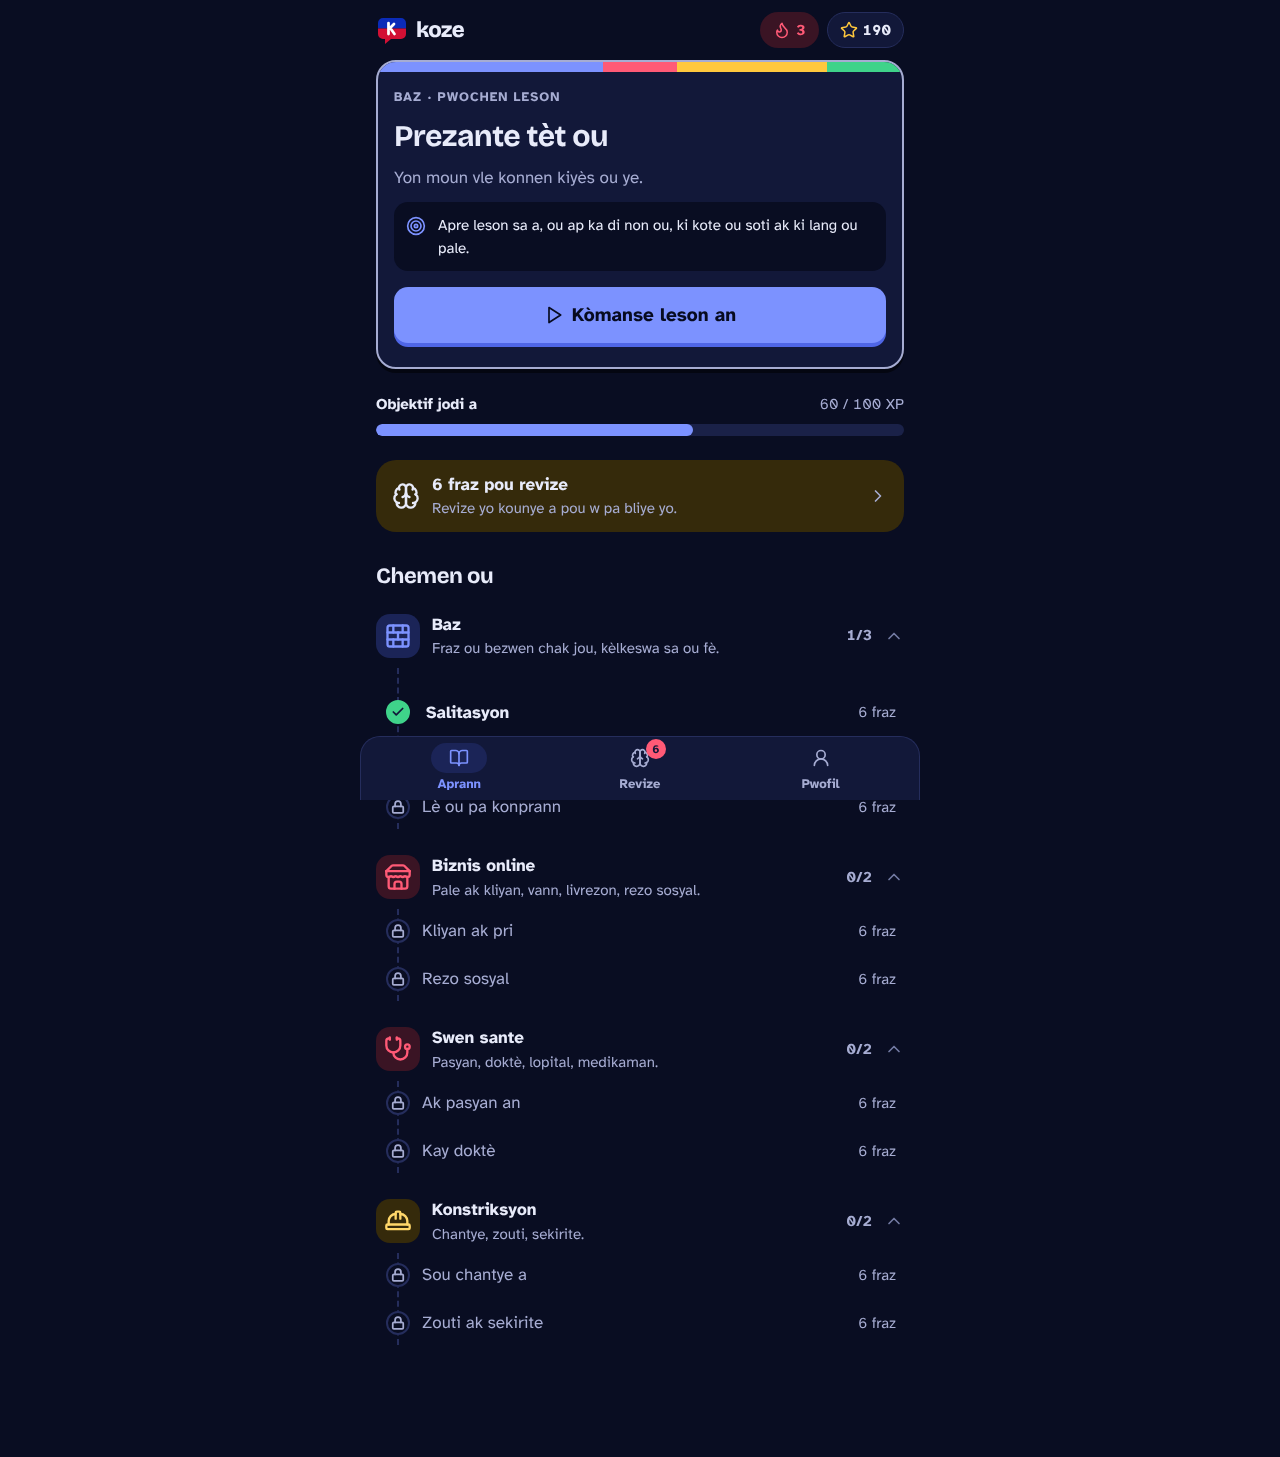 K koze
3
190
BAZ · PWOCHEN LESON
Prezante tèt ou
Yon moun vle konnen kiyès ou ye.
Apre leson sa a, ou ap ka di non ou, ki kote ou soti ak ki lang ou
pale.
Kòmanse leson an
Objektif jodi a
60 / 100 XP
6 fraz pou revize
Revize yo kounye a pou w pa bliye yo.
Chemen ou
Baz
Fraz ou bezwen chak jou, kèlkeswa sa ou fè.
1/3
Salitasyon
6 fraz
6
Aprann
Revize
Pwofil
Lè ou pa konprann
6 fraz
Biznis online
Pale ak kliyan, vann, livrezon, rezo sosyal.
0/2
Kliyan ak pri
6 fraz
Rezo sosyal
6 fraz
Swen sante
Pasyan, doktè, lopital, medikaman.
0/2
Ak pasyan an
6 fraz
Kay doktè
6 fraz
Konstriksyon
Chantye, zouti, sekirite.
0/2
Sou chantye a
6 fraz
Zouti ak sekirite
6 fraz